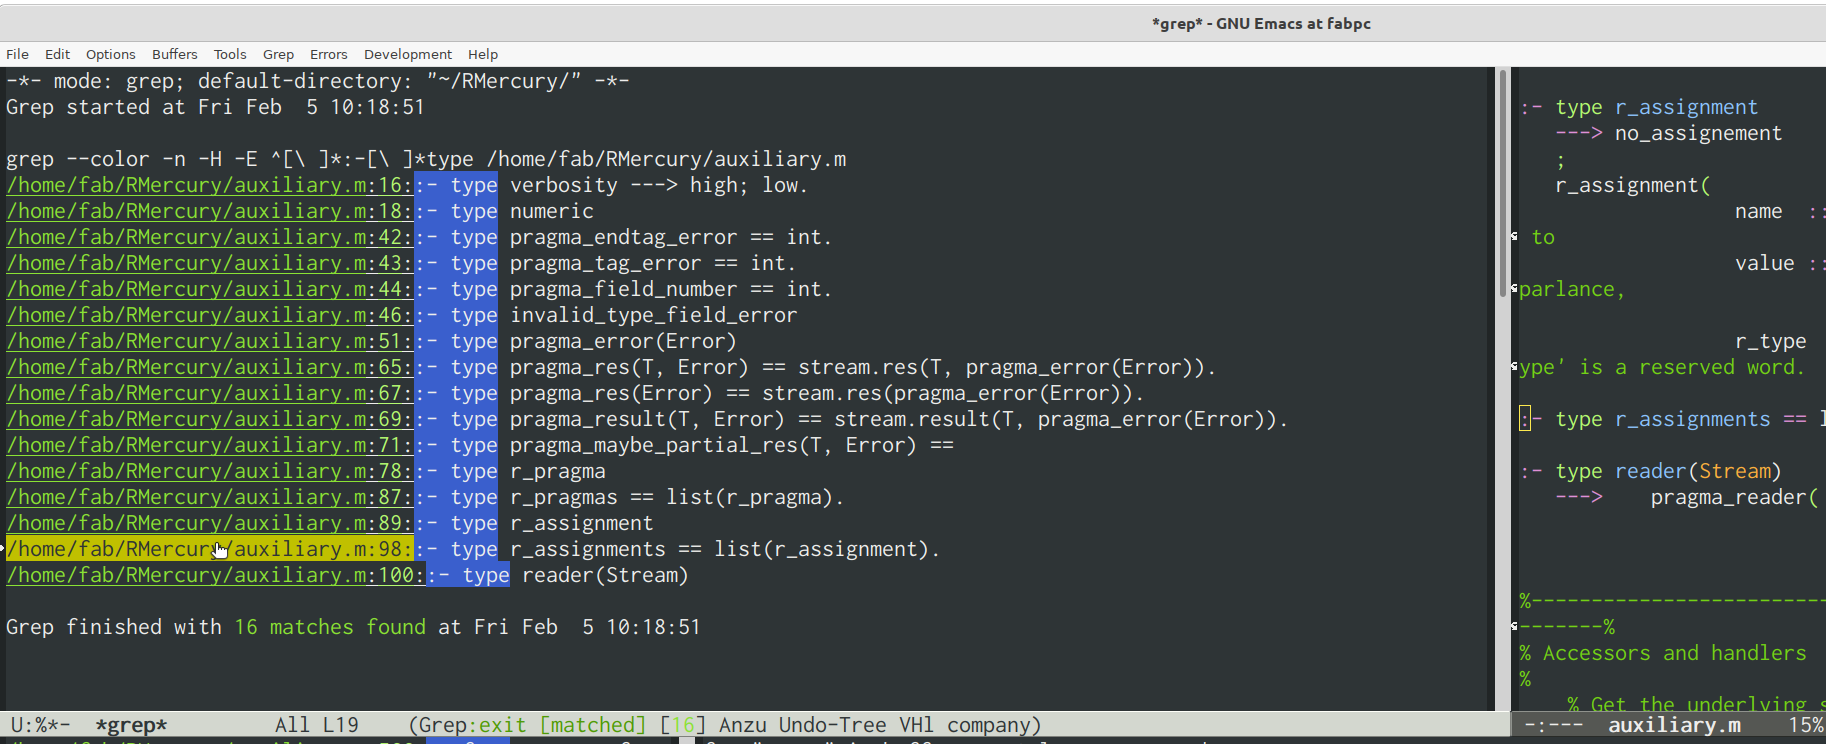 *grep* - GNU Emacs at fabpc
File Edit Options Buffers Tools Grep Errors Development Help
-*- mode: grep; default-directory: "~/RMercury/" -*-
Grep started at Fri Feb  5 10:18:51
grep --color -n -H -E ^[\ ]*:-[\ ]*type /home/fab/RMercury/auxiliary.m
/home/fab/RMercury/auxiliary.m:16::- type verbosity ---> high; low.
/home/fab/RMercury/auxiliary.m:18::- type numeric
/home/fab/RMercury/auxiliary.m:42::- type pragma_endtag_error == int.
/home/fab/RMercury/auxiliary.m:43::- type pragma_tag_error == int.
/home/fab/RMercury/auxiliary.m:44::- type pragma_field_number == int.
/home/fab/RMercury/auxiliary.m:46::- type invalid_type_field_error
/home/fab/RMercury/auxiliary.m:51::- type pragma_error(Error)
/home/fab/RMercury/auxiliary.m:65::- type pragma_res(T, Error) == stream.res(T, pragma_error(Error)).
/home/fab/RMercury/auxiliary.m:67::- type pragma_res(Error) == stream.res(pragma_error(Error)).
/home/fab/RMercury/auxiliary.m:69::- type pragma_result(T, Error) == stream.result(T, pragma_error(Error)).
/home/fab/RMercury/auxiliary.m:71::- type pragma_maybe_partial_res(T, Error) ==
/home/fab/RMercury/auxiliary.m:78::- type r_pragma
/home/fab/RMercury/auxiliary.m:87::- type r_pragmas == list(r_pragma).
/home/fab/RMercury/auxiliary.m:89::- type r_assignment
/home/fab/RMercury/auxiliary.m:98::- type r_assignments == list(r_assignment).
/home/fab/RMercury/auxiliary.m:100::- type reader(Stream)
Grep finished with 16 matches found at Fri Feb  5 10:18:51
U:%*-  *grep*  All L19  (Grep:exit [matched] [16] Anzu Undo-Tree VHl company)
:- type r_assignment
---> no_assignement
;
r_assignment(
name ::
to
value ::
parlance,
r_type
ype' is a reserved word.
:- type r_assignments ==
:- type reader(Stream)
---> pragma_reader(
%-------------------------
-------%
% Accessors and handlers
%
% Get the underlying
-:---  auxiliary.m  15%